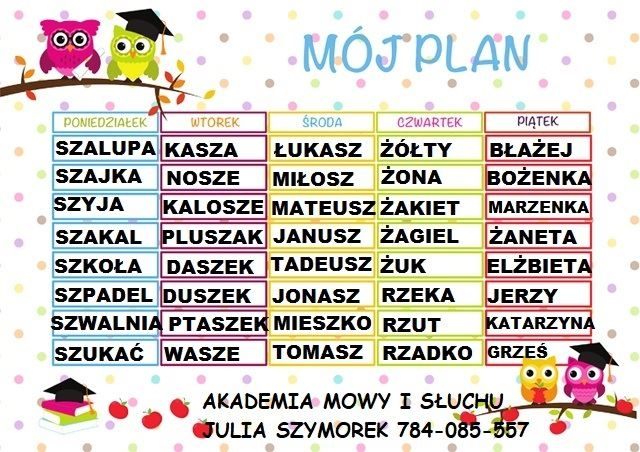 MÓJ PLAN
PONIEDZIAŁEK WTOREK ŚRODA CZWARTEK PIĄTEK
SZALUPA KASZA ŁUKASZ ŻÓŁTY BŁAŻEJ
SZAJKA NOSZE MIŁOSZ ŻONA BOŻENKA
SZYJA KALOSZE MATEUSZ ŻAKIET MARZENKA
SZAKAL PLUSZAK JANUSZ ŻAGIEL ŻANETA
SZKOŁA DASZEK TADEUSZ ŻUK ELŻBIETA
SZPADEL DUSZEK JONASZ RZEKA JERZY
SZWALNIA PTASZEK MIESZKO RZUT KATARZYNA
SZUKAĆ WASZE TOMASZ RZADKO GRZEŚ
AKADEMIA MOWY I SŁUCHU
JULIA SZYMOREK 784-085-557